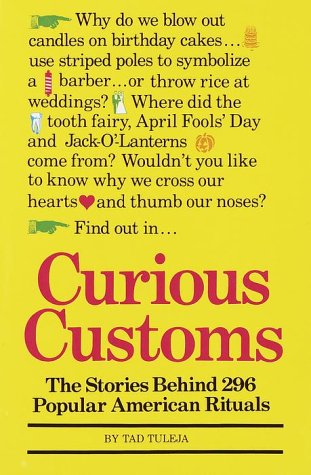 Why do we blow out
candles on birthday cakes...
use striped poles to symbolize
a barber...or throw rice at
weddings? Where did the
tooth fairy, April Fools' Day
and Jack-O'-Lanterns
come from? Wouldn't you like
to know why we cross our
hearts and thumb our noses?
Find out in...
Curious
Customs
The Stories Behind 296
Popular American Rituals
BY TAD TULEJA